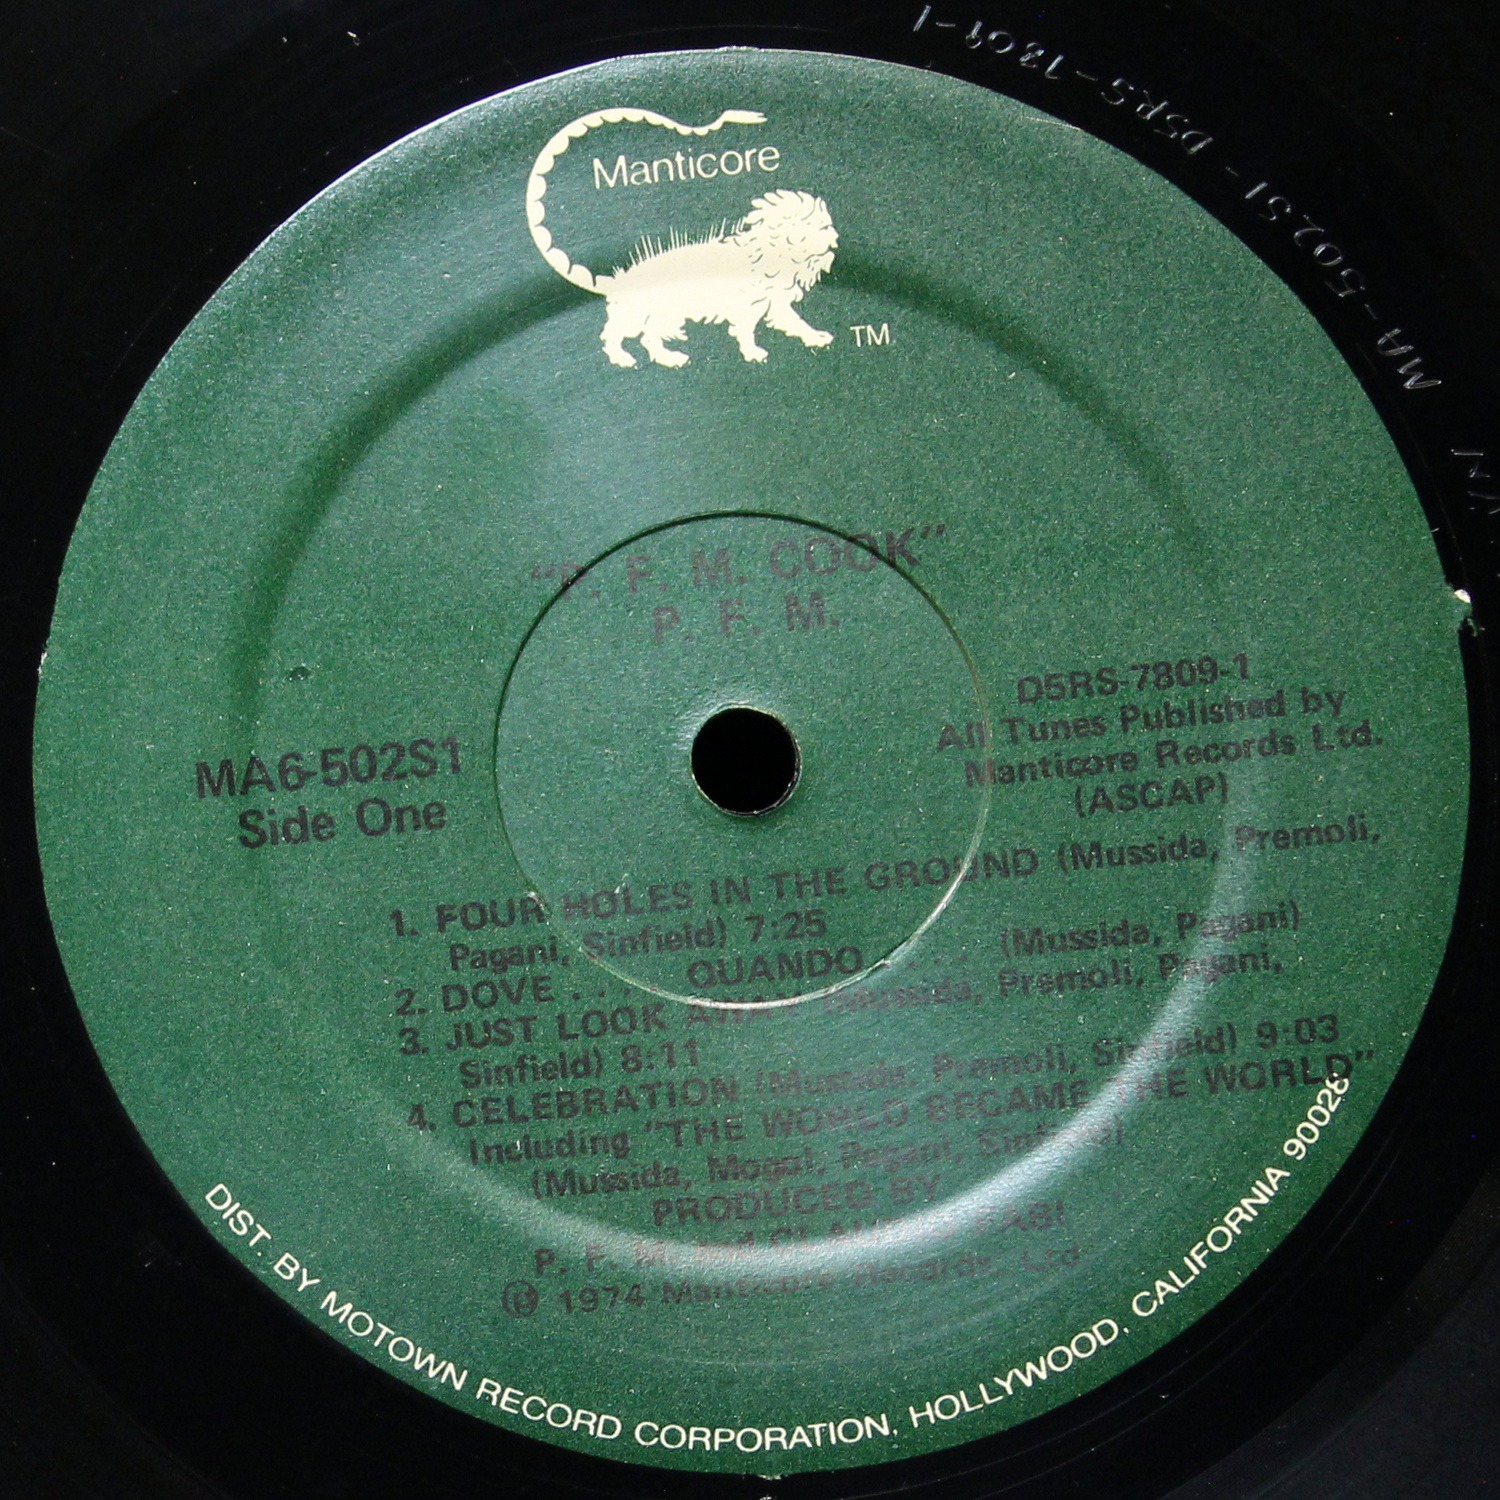 Manticore
TM
"P. F. M. COOK"
P. F. M.
MA6-502S1
Side One
D5RS-7809-1
All Tunes Published by
Manticore Records Ltd.
(ASCAP)
1. FOUR HOLES IN THE GROUND (Mussida, Premoli,
Pagani, Sinfield) 7:25
2. DOVE . . . QUANDO . . . . (Mussida, Pagani)
3. JUST LOOK AWAY (Mussida, Premoli, Pagani,
Sinfield) 8:11
4. CELEBRATION (Mussida, Premoli, Sinfield) 9:03
Including "THE WORLD BECAME THE WORLD"
(Mussida, Mogol, Pagani, Sinfield)
PRODUCED BY
P. F. M. and CLAUDIO FABI
℗ 1974 Manticore Records, Ltd.
DIST. BY MOTOWN RECORD CORPORATION, HOLLYWOOD, CALIFORNIA 90028
MA-502S1-D5RS-7809-1